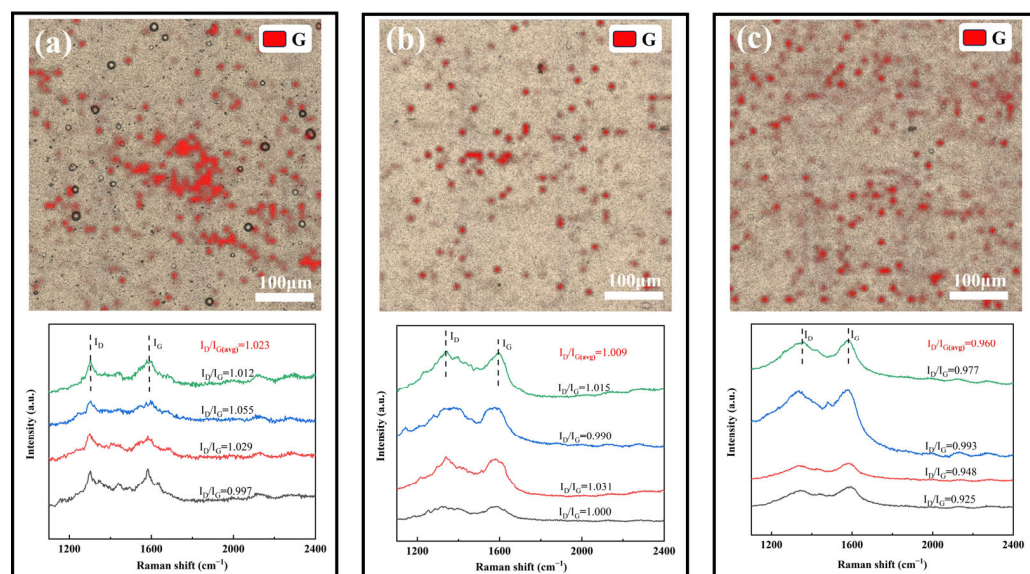 (a)
G
100μm
I_D
I_G
I_D/I_G(avg)=1.023
I_D/I_G=1.012
I_D/I_G=1.055
I_D/I_G=1.029
I_D/I_G=0.997
Intensity (a.u.)
1200 1600 2000 2400
Raman shift (cm⁻¹)
(b)
G
100μm
I_D
I_G
I_D/I_G(avg)=1.009
I_D/I_G=1.015
I_D/I_G=0.990
I_D/I_G=1.031
I_D/I_G=1.000
Intensity (a.u.)
1200 1600 2000 2400
Raman shift (cm⁻¹)
(c)
G
100μm
I_D
I_G
I_D/I_G(avg)=0.960
I_D/I_G=0.977
I_D/I_G=0.993
I_D/I_G=0.948
I_D/I_G=0.925
Intensity (a.u.)
1200 1600 2000 2400
Raman shift (cm⁻¹)